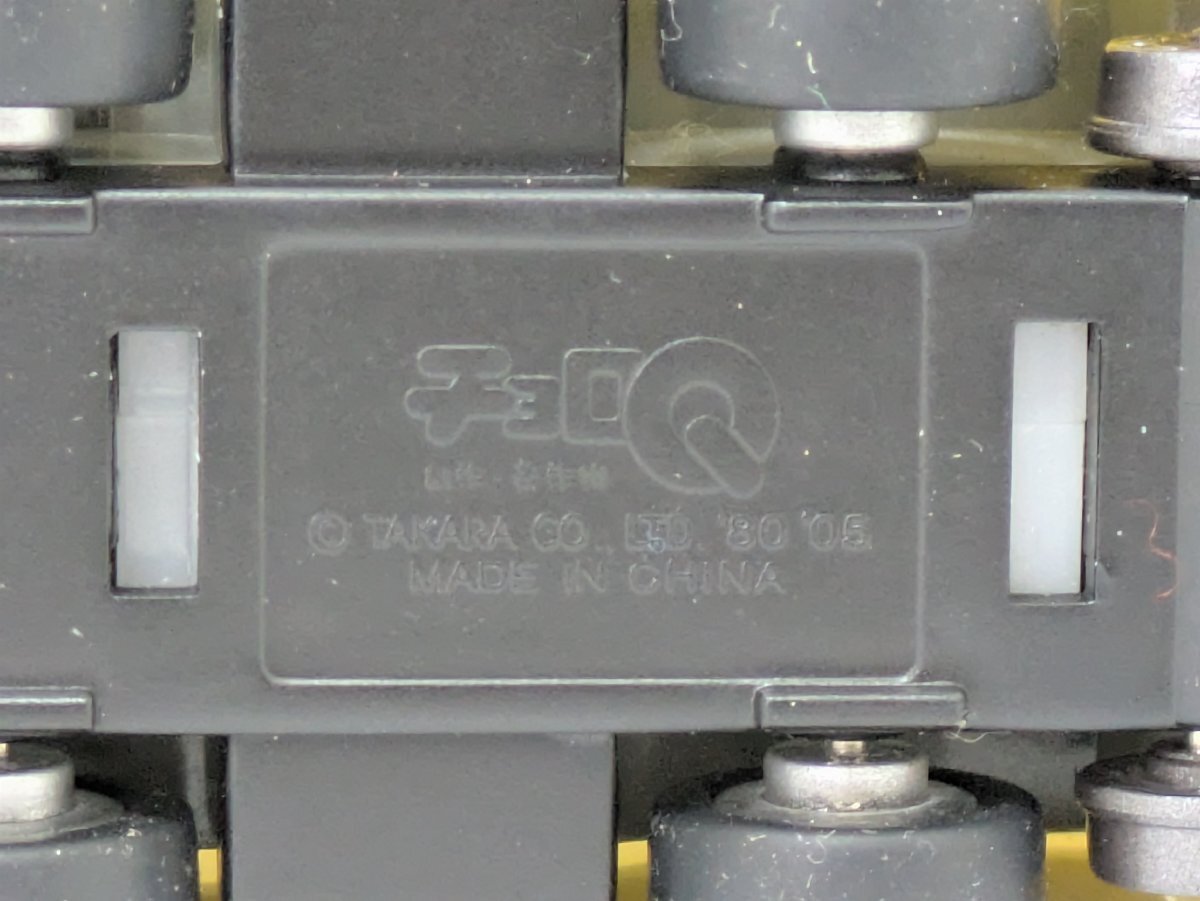 チョロQ
© TAKARA CO., LTD. '80 '05
MADE IN CHINA